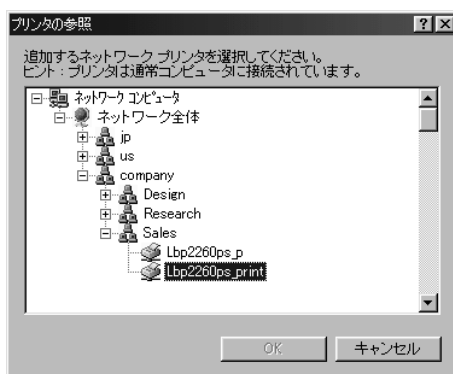 プリンタの参照
追加するネットワーク プリンタを選択してください。
ヒント：プリンタは通常コンピュータに接続されています。
ネットワーク コンピュータ
ネットワーク全体
jp
us
company
Design
Research
Sales
Lbp2260ps_p
Lbp2260ps_print
OK
キャンセル